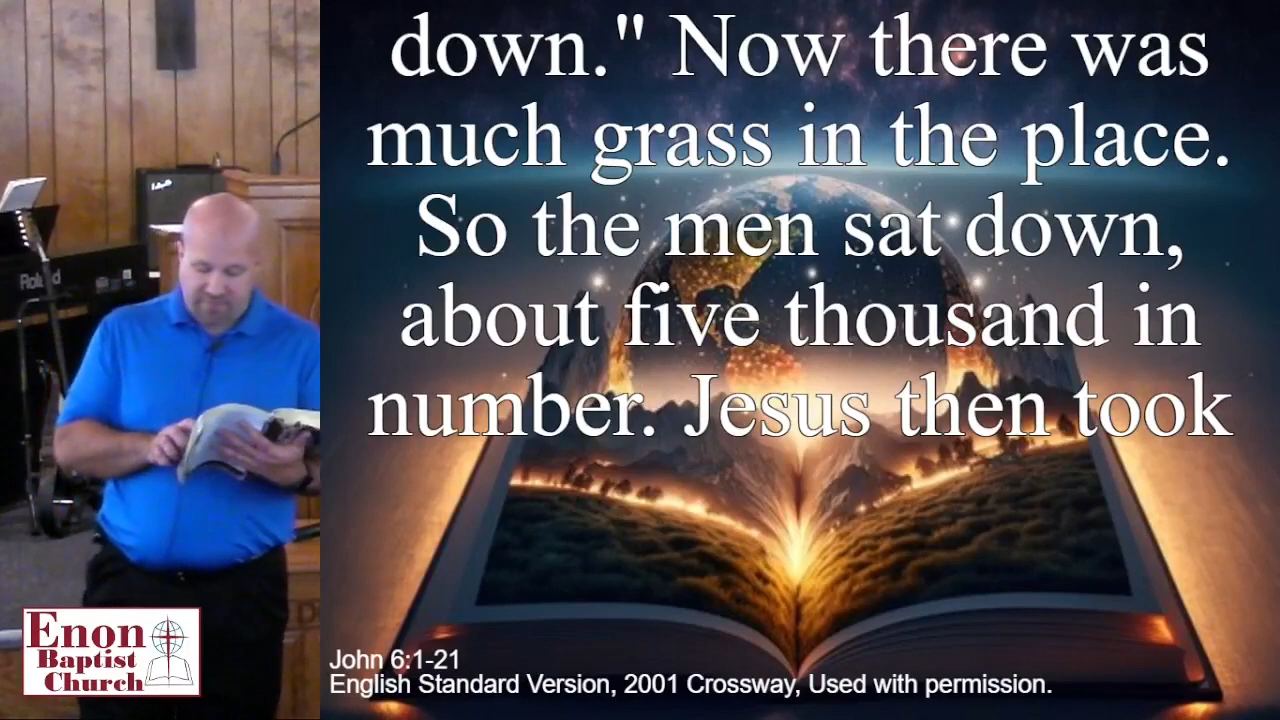 down." Now there was
much grass in the place.
So the men sat down,
about five thousand in
number. Jesus then took
Roland
Enon
Baptist
Church
John 6:1-21
English Standard Version, 2001 Crossway, Used with permission.